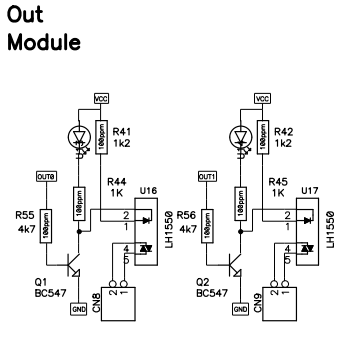 Out
Module
VCC
R41
1k2
100ppm
100ppm
R44
1K
U16
OUT0
100ppm
R55
4k7
100ppm
2
1
4
5
LH1550
Q1
BC547
GND
CN8
2
1
VCC
R42
1k2
100ppm
100ppm
R45
1K
U17
OUT1
100ppm
R56
4k7
2
1
4
5
LH1550
Q2
BC547
GND
CN9
2
1